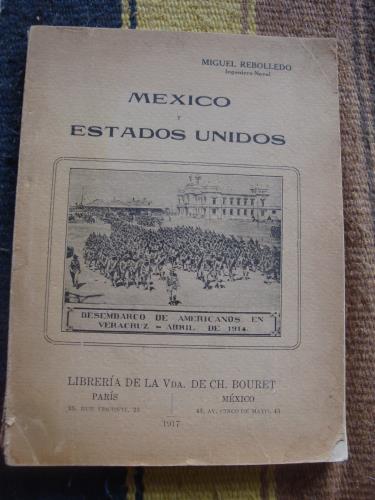 MIGUEL REBOLLEDO
Ingeniero Naval
MEXICO
Y
ESTADOS UNIDOS
DESEMBARCO DE AMERICANOS EN
VERACRUZ - ABRIL DE 1914.
LIBRERÍA DE LA VDA. DE CH. BOURET
PARÍS
MÉXICO
23, RUE VISCONTI, 23
45, AV. CINCO DE MAYO, 45
1917